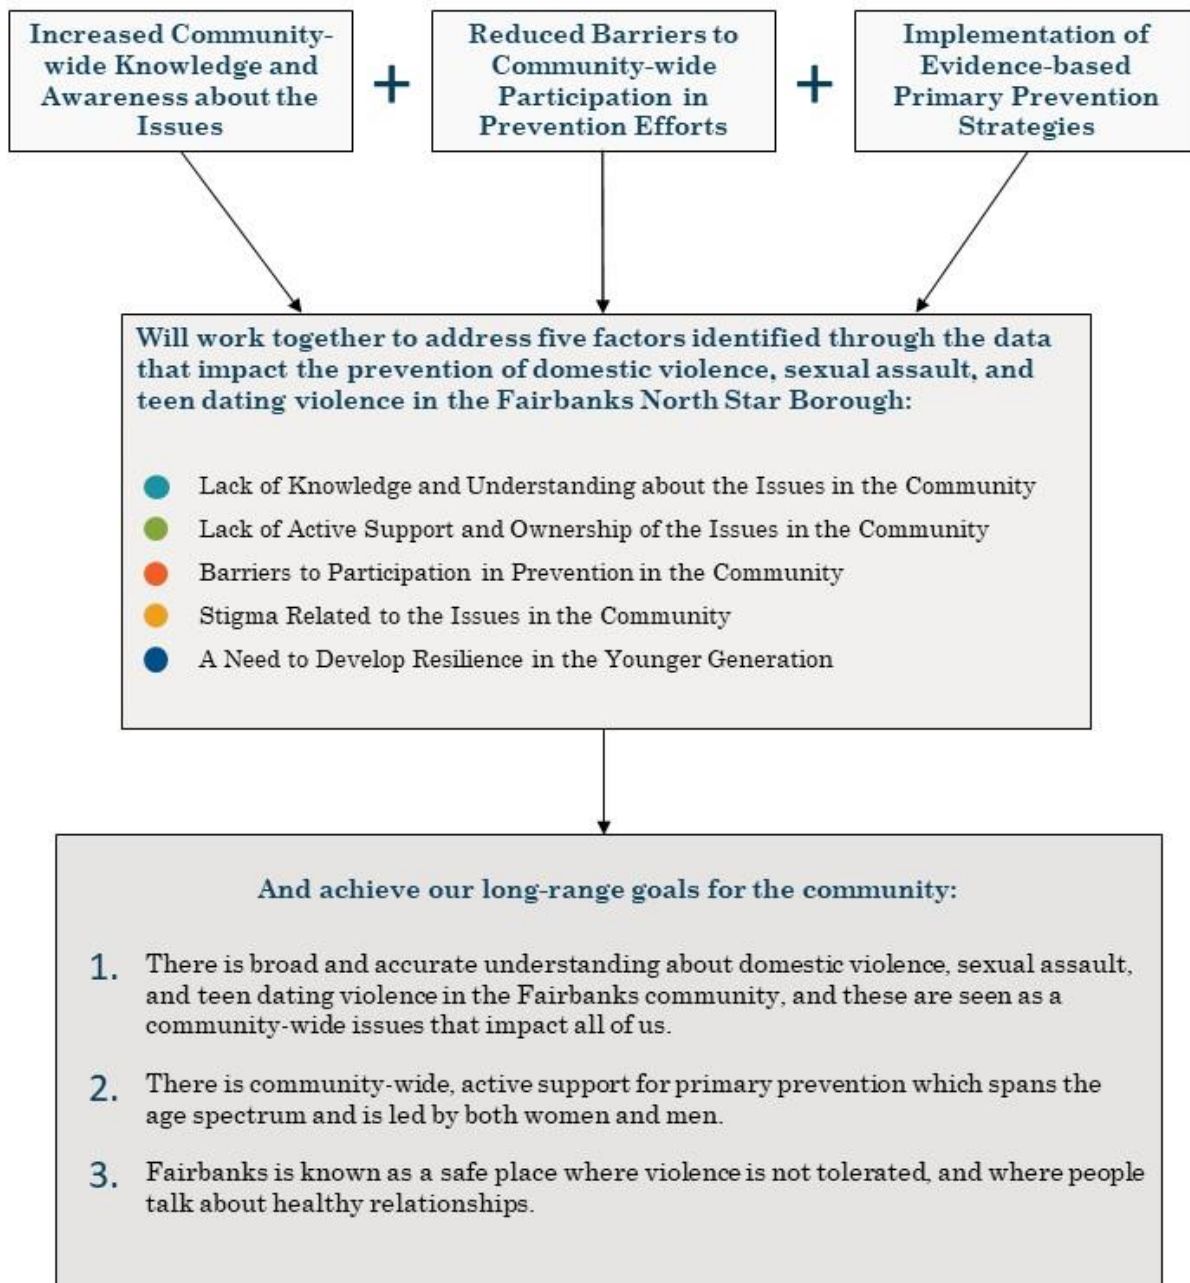 Increased Community-
wide Knowledge and
Awareness about the
Issues
+
Reduced Barriers to
Community-wide
Participation in
Prevention Efforts
+
Implementation of
Evidence-based
Primary Prevention
Strategies
Will work together to address five factors identified through the data
that impact the prevention of domestic violence, sexual assault, and
teen dating violence in the Fairbanks North Star Borough:
Lack of Knowledge and Understanding about the Issues in the Community
Lack of Active Support and Ownership of the Issues in the Community
Barriers to Participation in Prevention in the Community
Stigma Related to the Issues in the Community
A Need to Develop Resilience in the Younger Generation
And achieve our long-range goals for the community:
1. There is broad and accurate understanding about domestic violence, sexual assault,
and teen dating violence in the Fairbanks community, and these are seen as a
community-wide issues that impact all of us.
2. There is community-wide, active support for primary prevention which spans the
age spectrum and is led by both women and men.
3. Fairbanks is known as a safe place where violence is not tolerated, and where people
talk about healthy relationships.